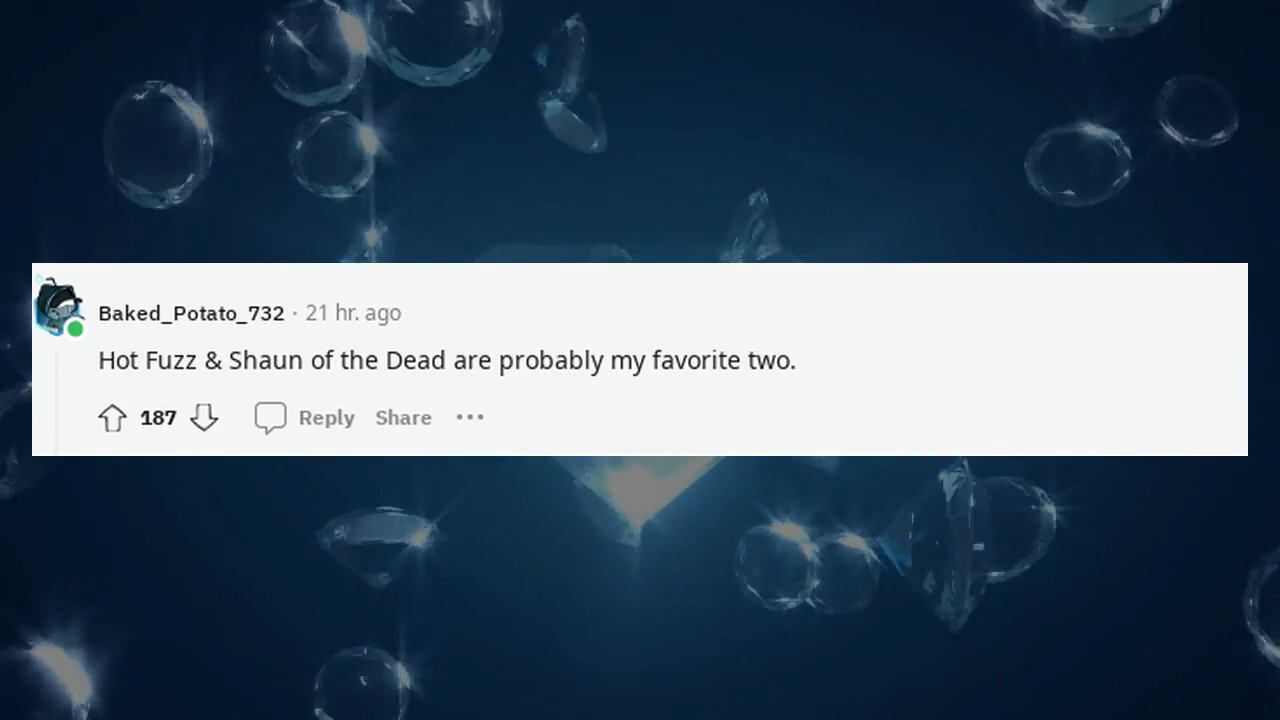 Baked_Potato_732 · 21 hr. ago
Hot Fuzz & Shaun of the Dead are probably my favorite two.
187 Reply Share ···